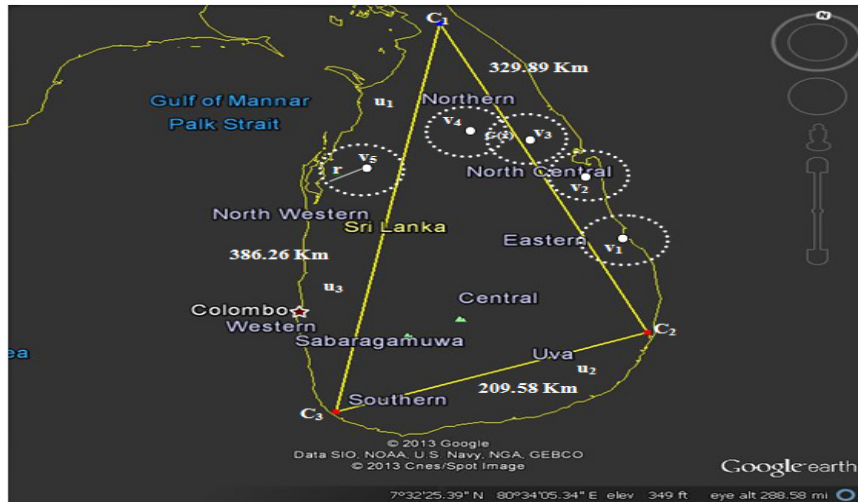 N
C1
329.89 Km
Gulf of Mannar
Palk Strait
u1
Northern
v4
v3
v5
r
North Central
v2
North Western
Sri Lanka
Eastern
v1
386.26 Km
u3
Colombo
Central
Western
C2
Sabaragamuwa
ea
Uva
u2
209.58 Km
Southern
C3
© 2013 Google
Data SIO, NOAA, U.S. Navy, NGA, GEBCO
© 2013 Cnes/Spot Image
Google earth
7°32'25.39" N 80°34'05.34" E elev 349 ft eye alt 288.58 mi